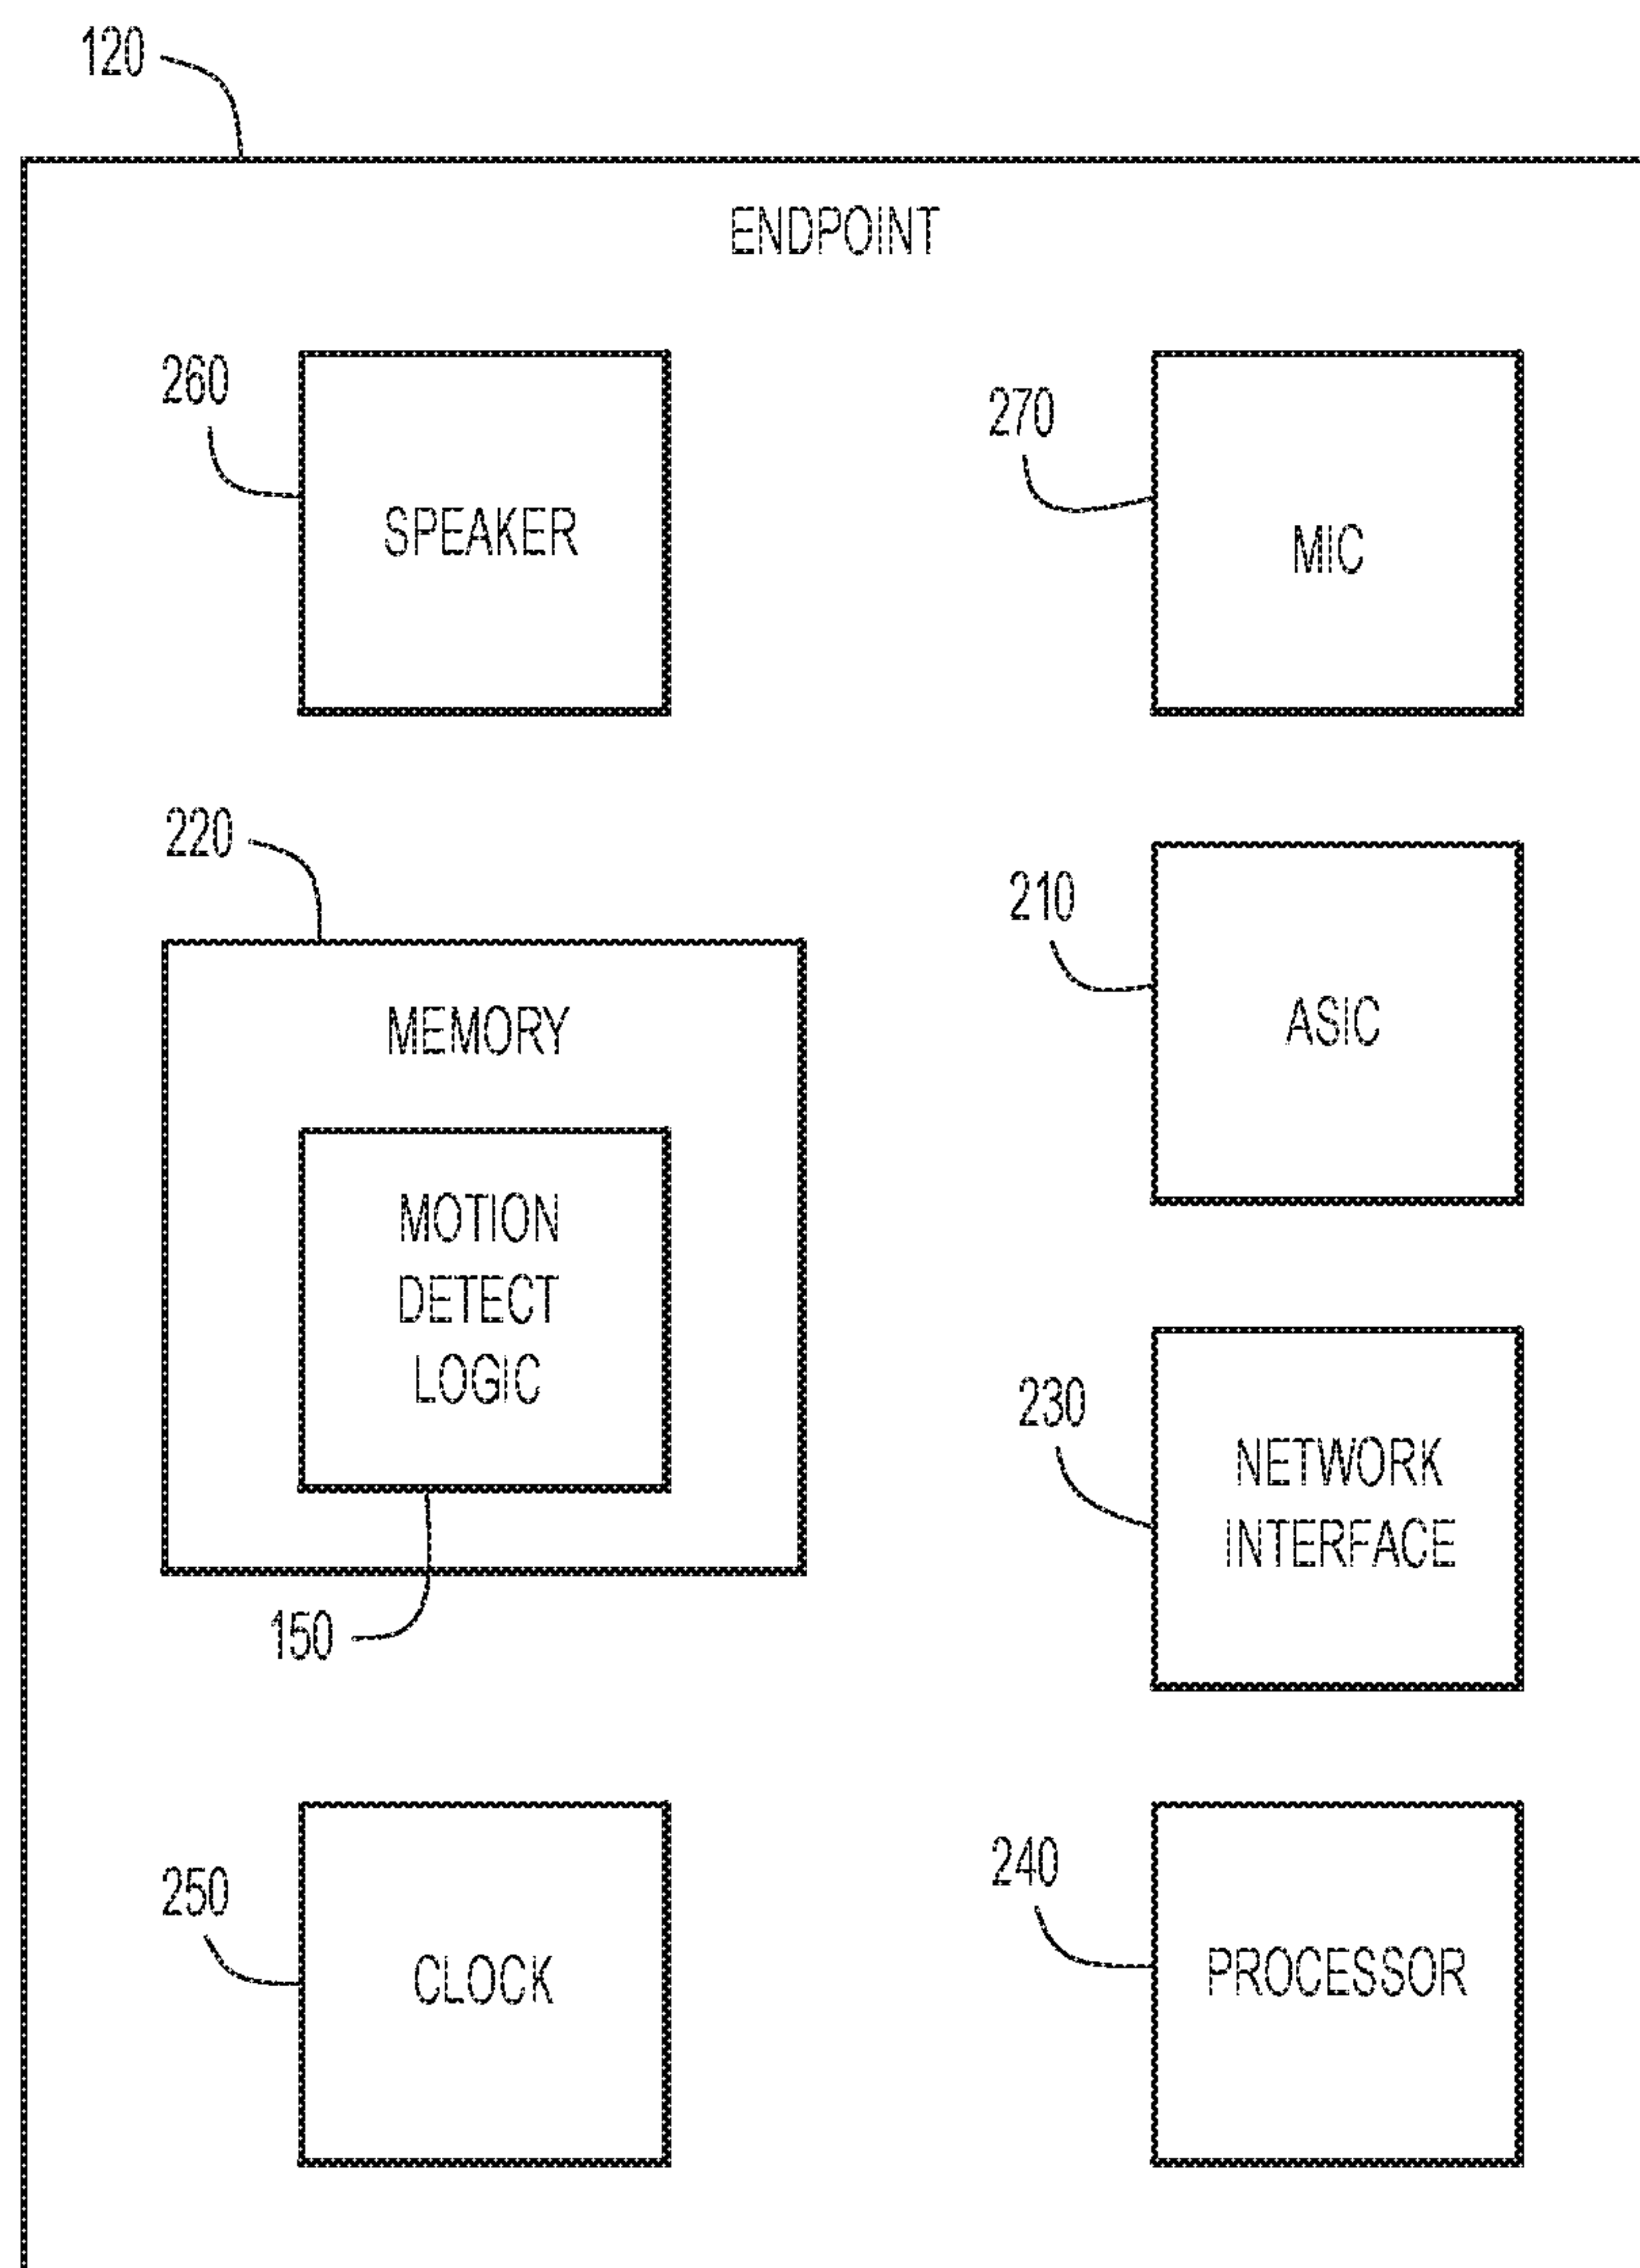 120
ENDPOINT
260
SPEAKER
270
MIC
220
MEMORY
MOTION
DETECT
LOGIC
150
210
ASIC
230
NETWORK
INTERFACE
250
CLOCK
240
PROCESSOR